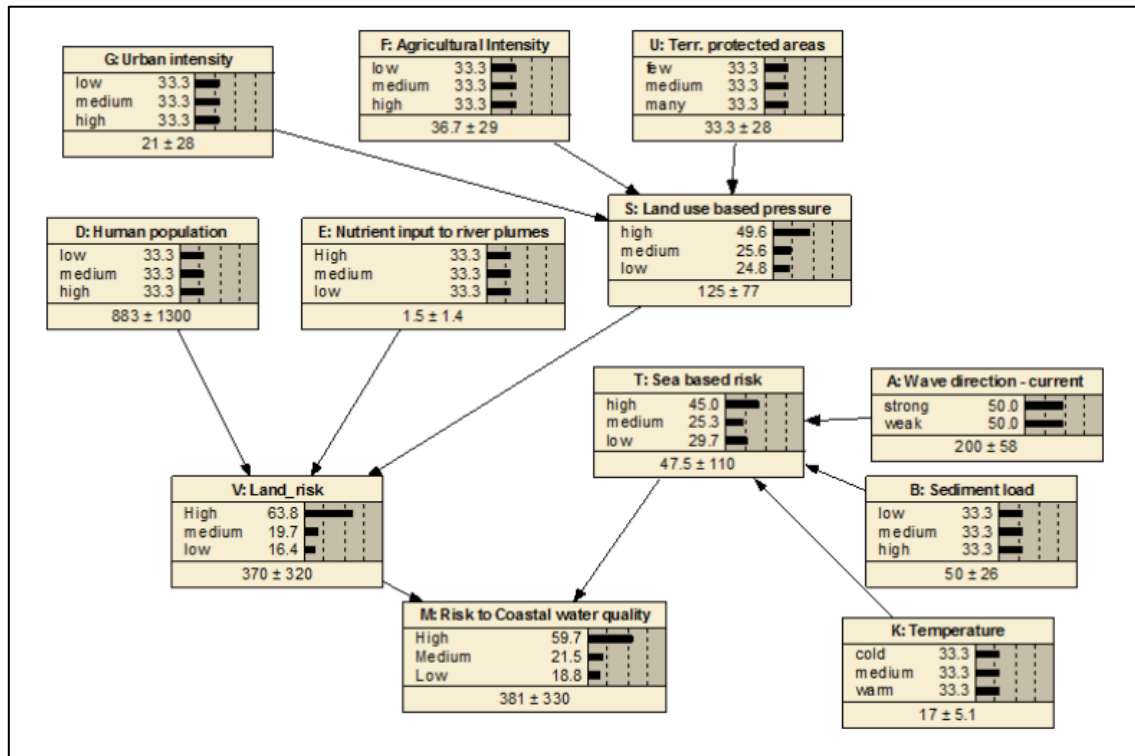 G: Urban intensity
low 33.3
medium 33.3
high 33.3
21 ± 28
F: Agricultural Intensity
low 33.3
medium 33.3
high 33.3
36.7 ± 29
U: Terr. protected areas
few 33.3
medium 33.3
many 33.3
33.3 ± 28
S: Land use based pressure
high 49.6
medium 25.6
low 24.8
125 ± 77
D: Human population
low 33.3
medium 33.3
high 33.3
883 ± 1300
E: Nutrient input to river plumes
High 33.3
medium 33.3
low 33.3
1.5 ± 1.4
T: Sea based risk
high 45.0
medium 25.3
low 29.7
47.5 ± 110
A: Wave direction - current
strong 50.0
weak 50.0
200 ± 58
V: Land_risk
High 63.8
medium 19.7
low 16.4
370 ± 320
B: Sediment load
low 33.3
medium 33.3
high 33.3
50 ± 26
M: Risk to Coastal water quality
High 59.7
Medium 21.5
Low 18.8
381 ± 330
K: Temperature
cold 33.3
medium 33.3
warm 33.3
17 ± 5.1